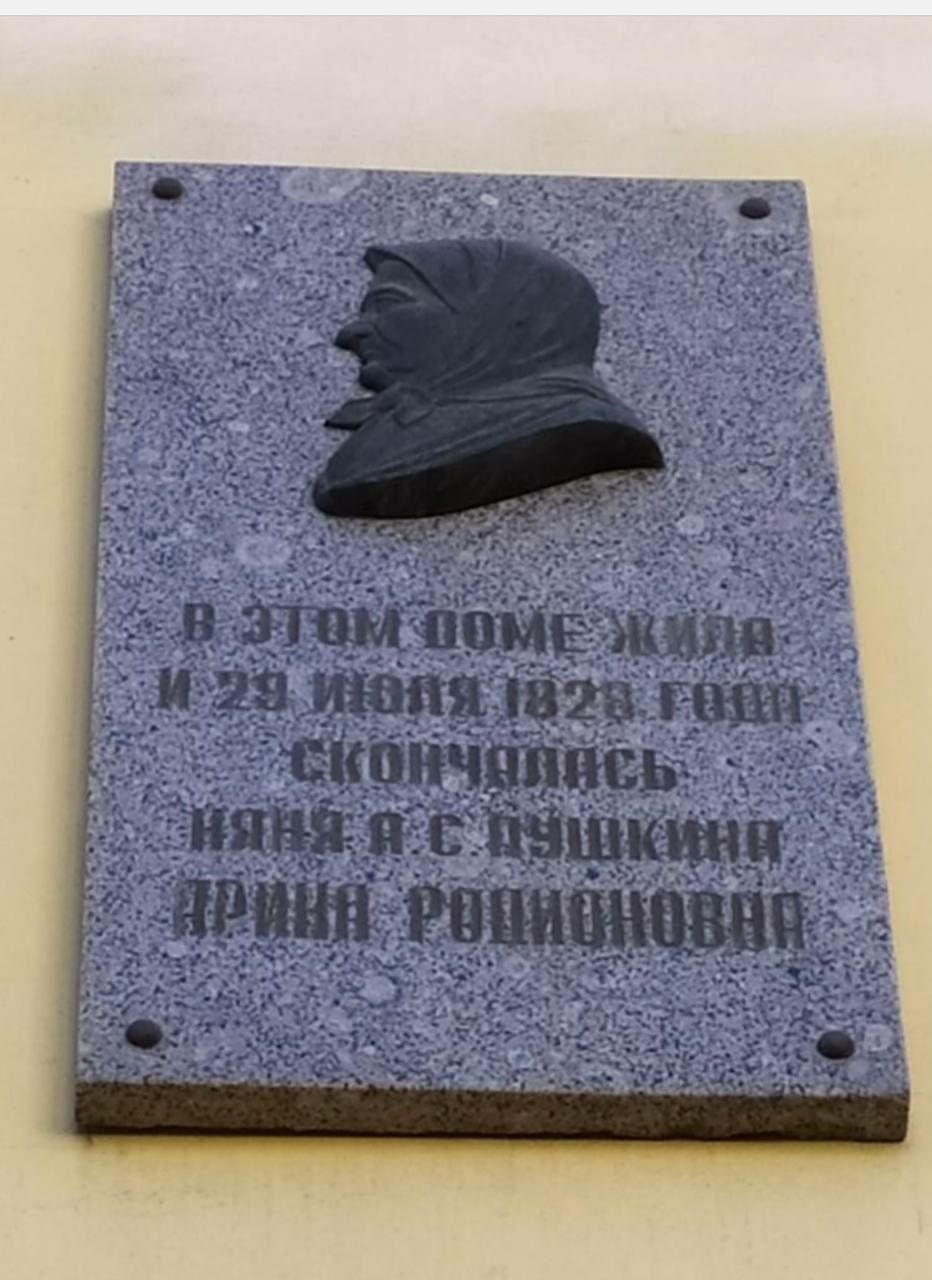 В ЭТОМ ДОМЕ ЖИЛА
И 29 ИЮЛЯ 1828 ГОДА
СКОНЧАЛАСЬ
НЯНЯ А.С ПУШКИНА
АРИНА РОДИОНОВНА